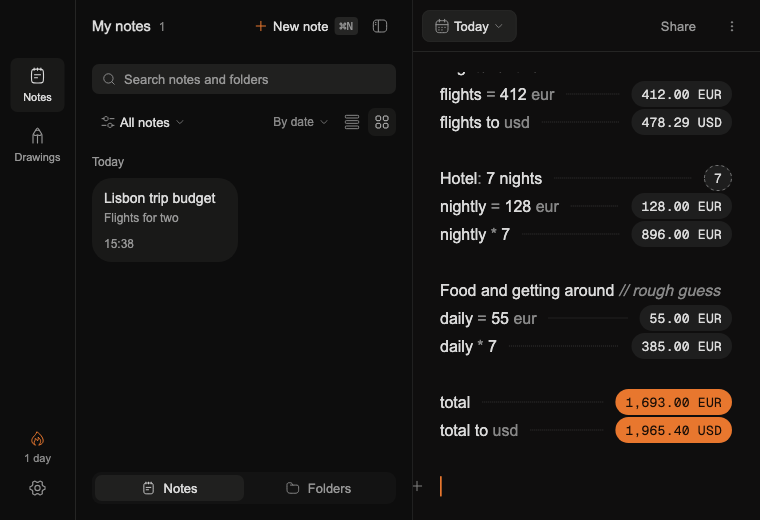 Notes
Drawings
1 day
My notes 1
+ New note ⌘N
Search notes and folders
All notes
By date
Today
Lisbon trip budget
Flights for two
15:38
Notes
Folders
Today
Share
flights = 412 eur 412.00 EUR
flights to usd 478.29 USD
Hotel: 7 nights 7
nightly = 128 eur 128.00 EUR
nightly * 7 896.00 EUR
Food and getting around // rough guess
daily = 55 eur 55.00 EUR
daily * 7 385.00 EUR
total 1,693.00 EUR
total to usd 1,965.40 USD
+